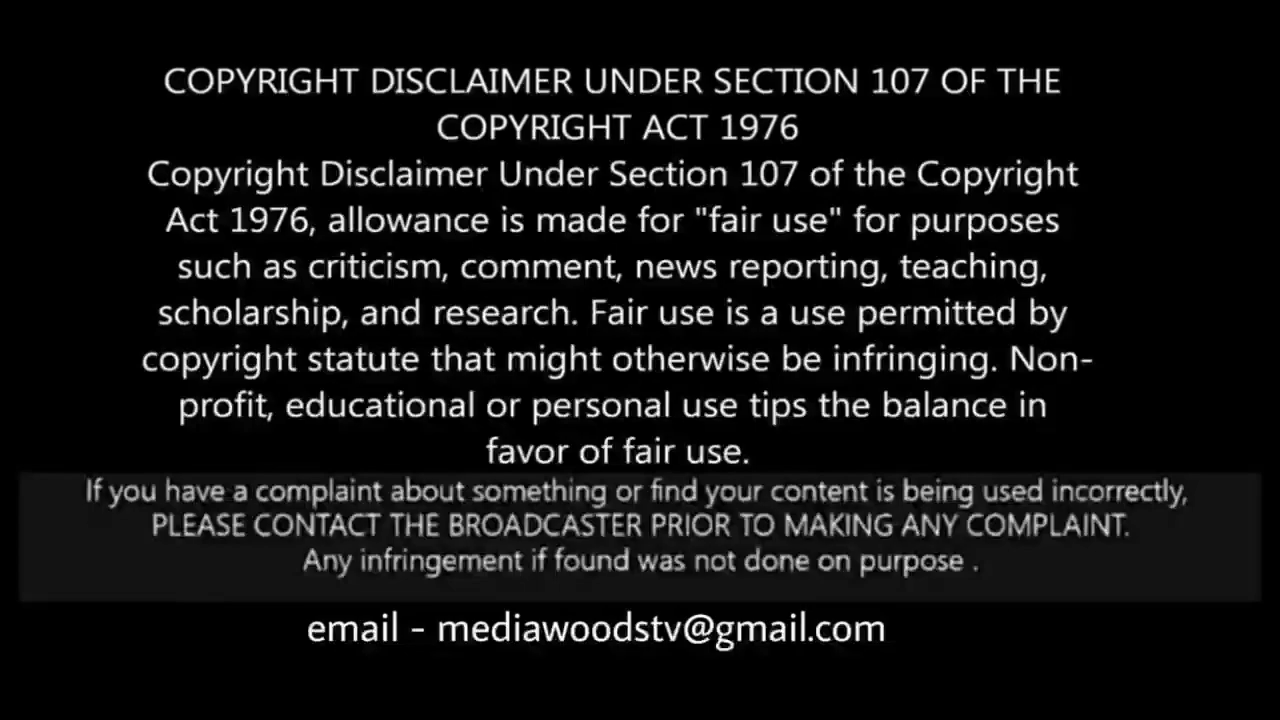 COPYRIGHT DISCLAIMER UNDER SECTION 107 OF THE
COPYRIGHT ACT 1976
Copyright Disclaimer Under Section 107 of the Copyright
Act 1976, allowance is made for "fair use" for purposes
such as criticism, comment, news reporting, teaching,
scholarship, and research. Fair use is a use permitted by
copyright statute that might otherwise be infringing. Non-
profit, educational or personal use tips the balance in
favor of fair use.
If you have a complaint about something or find your content is being used incorrectly,
PLEASE CONTACT THE BROADCASTER PRIOR TO MAKING ANY COMPLAINT.
Any infringement if found was not done on purpose .
email - mediawoodstv@gmail.com